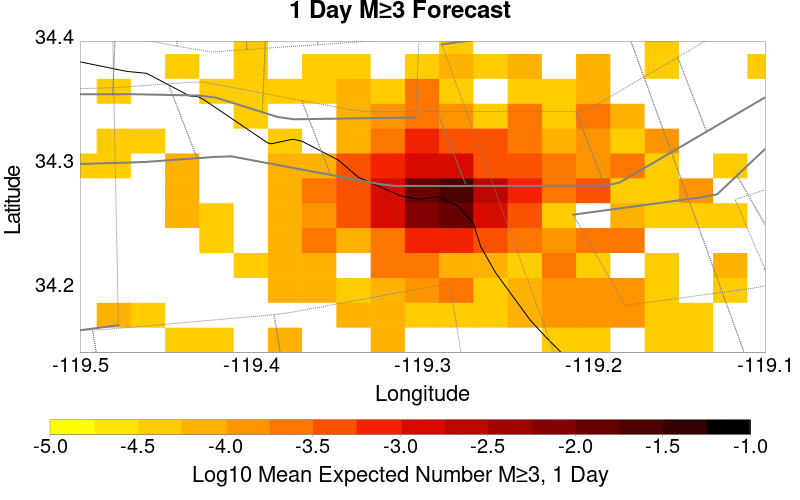 1 Day M≥3 Forecast
34.4
34.3
34.2
Latitude
-119.5 -119.4 -119.3 -119.2 -119.1
Longitude
-5.0 -4.5 -4.0 -3.5 -3.0 -2.5 -2.0 -1.5 -1.0
Log10 Mean Expected Number M≥3, 1 Day